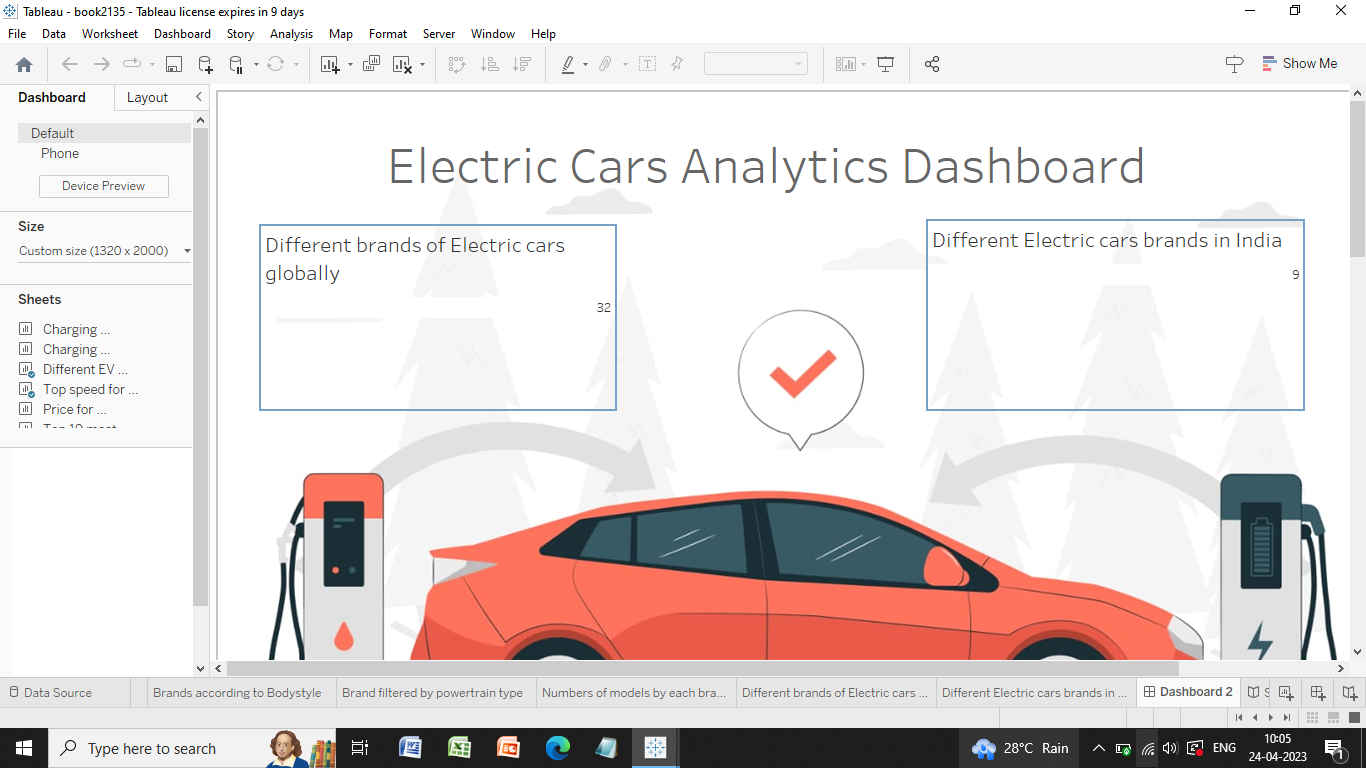 Tableau - book2135 - Tableau license expires in 9 days
File Data Worksheet Dashboard Story Analysis Map Format Server Window Help
Show Me
Dashboard Layout
Default
Phone
Device Preview
Size
Custom size (1320 x 2000)
Sheets
Charging ...
Charging ...
Different EV ...
Top speed for ...
Price for ...
Electric Cars Analytics Dashboard
Different brands of Electric cars
globally
32
Different Electric cars brands in India
9
Data Source Brands according to Bodystyle Brand filtered by powertrain type Numbers of models by each bra... Different brands of Electric cars ... Different Electric cars brands in ... Dashboard 2
Type here to search
28°C Rain
ENG
10:05
24-04-2023
1